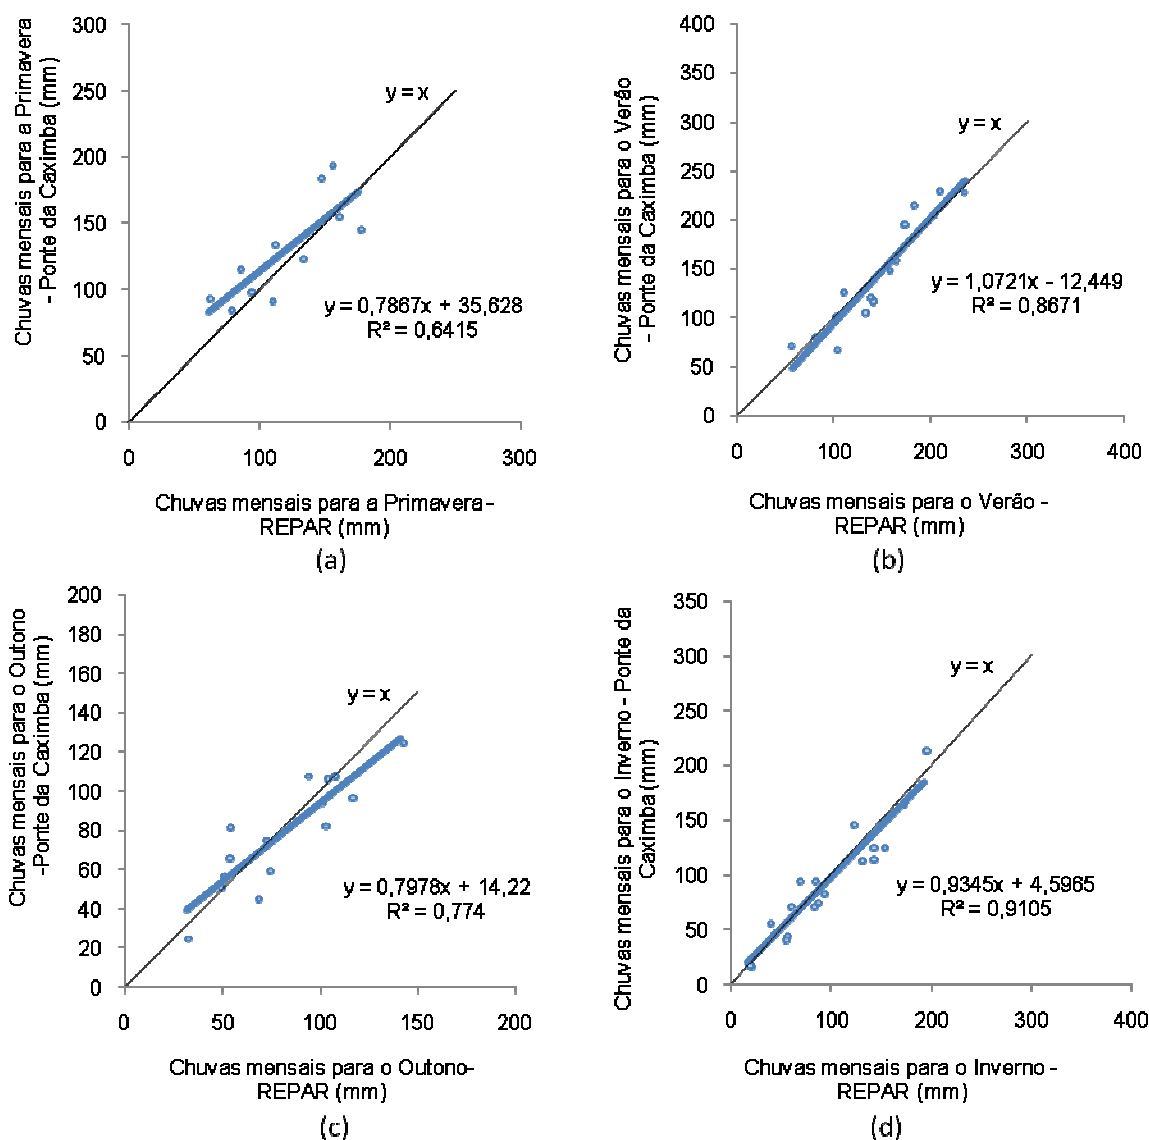 Chuvas mensais para a Primavera
- Ponte da Caximba (mm)
300
250
200
150
100
50
0
y = x
y = 0,7867x + 35,628
R² = 0,6415
0 100 200 300
Chuvas mensais para a Primavera -
REPAR (mm)
(a)
Chuvas mensais para o Verão
- Ponte da Caximba (mm)
400
350
300
250
200
150
100
50
0
y = x
y = 1,0721x - 12,449
R² = 0,8671
0 100 200 300 400
Chuvas mensais para o Verão -
REPAR (mm)
(b)
Chuvas mensais para o Outono
-Ponte da Caximba (mm)
200
180
160
140
120
100
80
60
40
20
0
y = x
y = 0,7978x + 14,22
R² = 0,774
0 50 100 150 200
Chuvas mensais para o Outono-
REPAR (mm)
(c)
Chuvas mensais para o Inverno - Ponte da
Caximba (mm)
350
300
250
200
150
100
50
0
y = x
y = 0,9345x + 4,5965
R² = 0,9105
0 100 200 300 400
Chuvas mensais para o Inverno -
REPAR (mm)
(d)